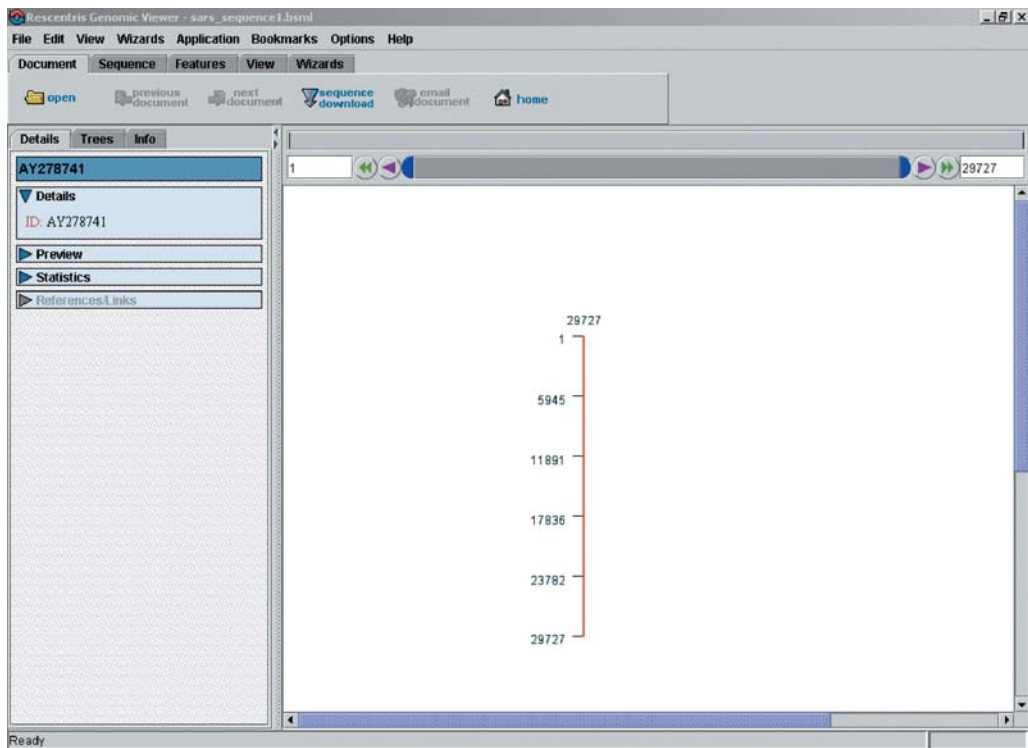 Rescentris Genomic Viewer - sars_sequence1.bsml
File Edit View Wizards Application Bookmarks Options Help
Document Sequence Features View Wizards
open previous document next document sequence download email document home
Details Trees Info
AY278741
Details
ID: AY278741
Preview
Statistics
References/Links
1 29727
29727
1
5945
11891
17836
23782
29727
Ready